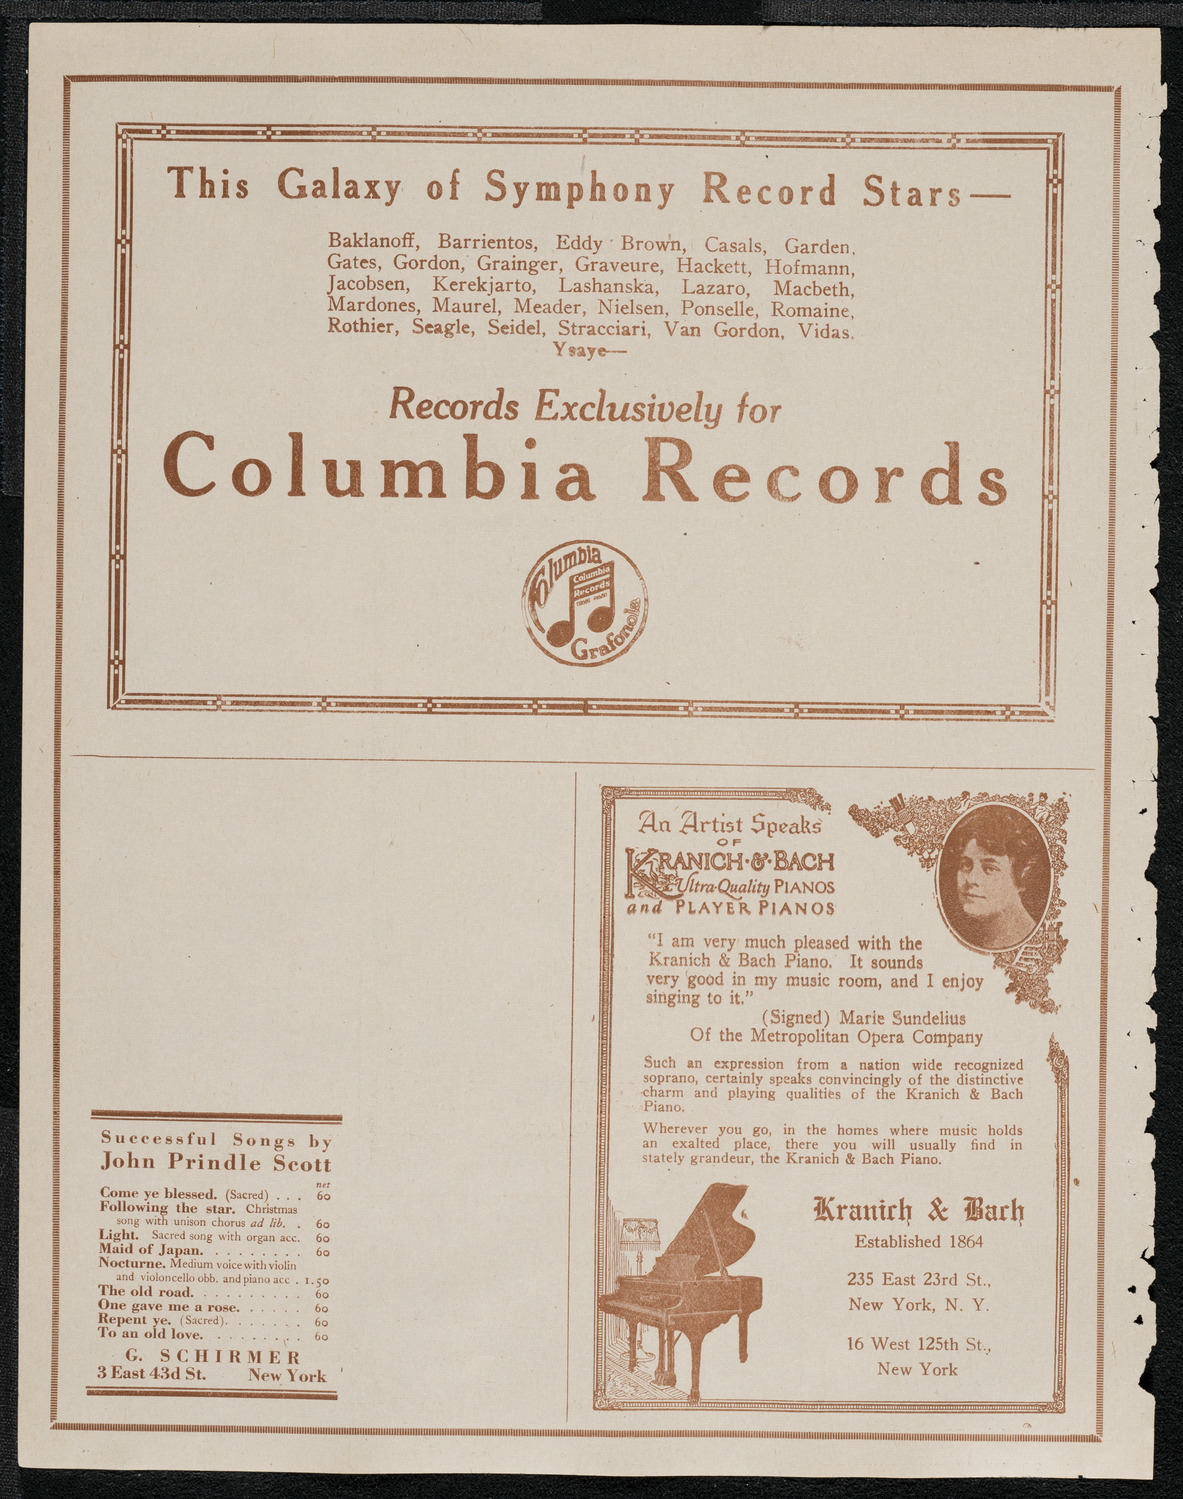 This Galaxy of Symphony Record Stars—
Baklanoff, Barrientos, Eddy Brown, Casals, Garden,
Gates, Gordon, Grainger, Graveure, Hackett, Hofmann,
Jacobsen, Kerekjarto, Lashanska, Lazaro, Macbeth,
Mardones, Maurel, Meader, Nielsen, Ponselle, Romaine,
Rothier, Seagle, Seidel, Stracciari, Van Gordon, Vidas,
Ysaye—
Records Exclusively for
Columbia Records
Columbia
Columbia
Records
Grafonola
Successful Songs by
John Prindle Scott
net
Come ye blessed. (Sacred) . . . 60
Following the star. Christmas
song with unison chorus ad lib. . 60
Light. Sacred song with organ acc. 60
Maid of Japan. . . . . . . . . 60
Nocturne. Medium voice with violin
and violoncello obb. and piano acc . 1.50
The old road. . . . . . . . . . 60
One gave me a rose. . . . . . 60
Repent ye. (Sacred). . . . . . . 60
To an old love. . . . . . . . . 60
G. SCHIRMER
3 East 43d St. New York
An Artist Speaks
OF
KRANICH·&·BACH
Ultra-Quality PIANOS
and PLAYER PIANOS
"I am very much pleased with the
Kranich & Bach Piano. It sounds
very good in my music room, and I enjoy
singing to it."
(Signed) Marie Sundelius
Of the Metropolitan Opera Company
Such an expression from a nation wide recognized
soprano, certainly speaks convincingly of the distinctive
charm and playing qualities of the Kranich & Bach
Piano.
Wherever you go, in the homes where music holds
an exalted place, there you will usually find in
stately grandeur, the Kranich & Bach Piano.
Kranich & Bach
Established 1864
235 East 23rd St.,
New York, N. Y.
16 West 125th St.,
New York